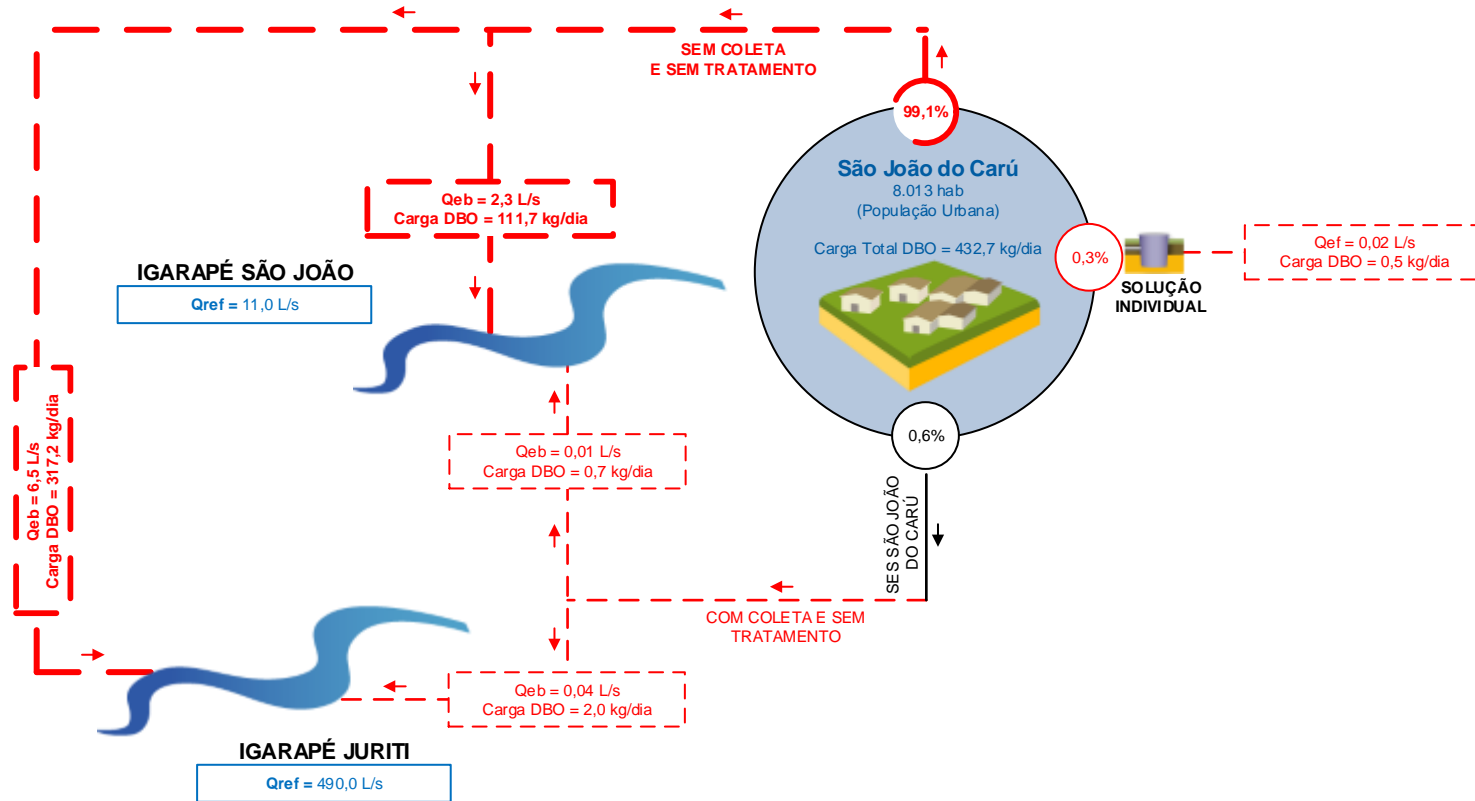 SEM COLETA
E SEM TRATAMENTO
99,1%
São João do Carú
8.013 hab
(População Urbana)
Carga Total DBO = 432,7 kg/dia
0,3%
SOLUÇÃO
INDIVIDUAL
Qef = 0,02 L/s
Carga DBO = 0,5 kg/dia
Qeb = 2,3 L/s
Carga DBO = 111,7 kg/dia
IGARAPÉ SÃO JOÃO
Qref = 11,0 L/s
Qeb = 6,5 L/s
Carga DBO = 317,2 kg/dia
Qeb = 0,01 L/s
Carga DBO = 0,7 kg/dia
0,6%
SES SÃO JOÃO
DO CARÚ
COM COLETA E SEM
TRATAMENTO
Qeb = 0,04 L/s
Carga DBO = 2,0 kg/dia
IGARAPÉ JURITI
Qref = 490,0 L/s